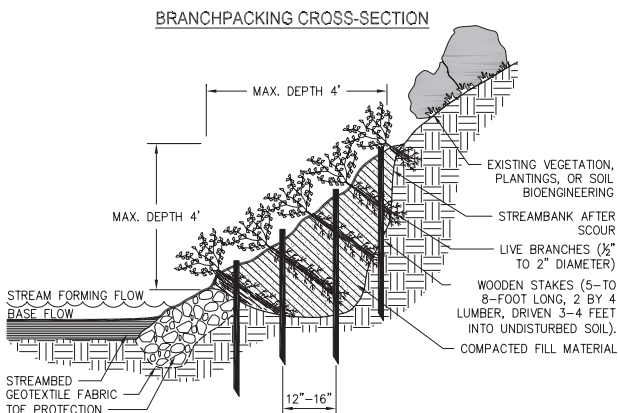 BRANCHPACKING CROSS-SECTION
MAX. DEPTH 4'
MAX. DEPTH 4'
EXISTING VEGETATION,
PLANTINGS, OR SOIL
BIOENGINEERING
STREAMBANK AFTER
SCOUR
LIVE BRANCHES (½"
TO 2" DIAMETER)
WOODEN STAKES (5-TO
8-FOOT LONG, 2 BY 4
LUMBER, DRIVEN 3-4 FEET
INTO UNDISTURBED SOIL).
COMPACTED FILL MATERIAL
STREAM FORMING FLOW
BASE FLOW
STREAMBED
GEOTEXTILE FABRIC
TOE PROTECTION
12"-16"